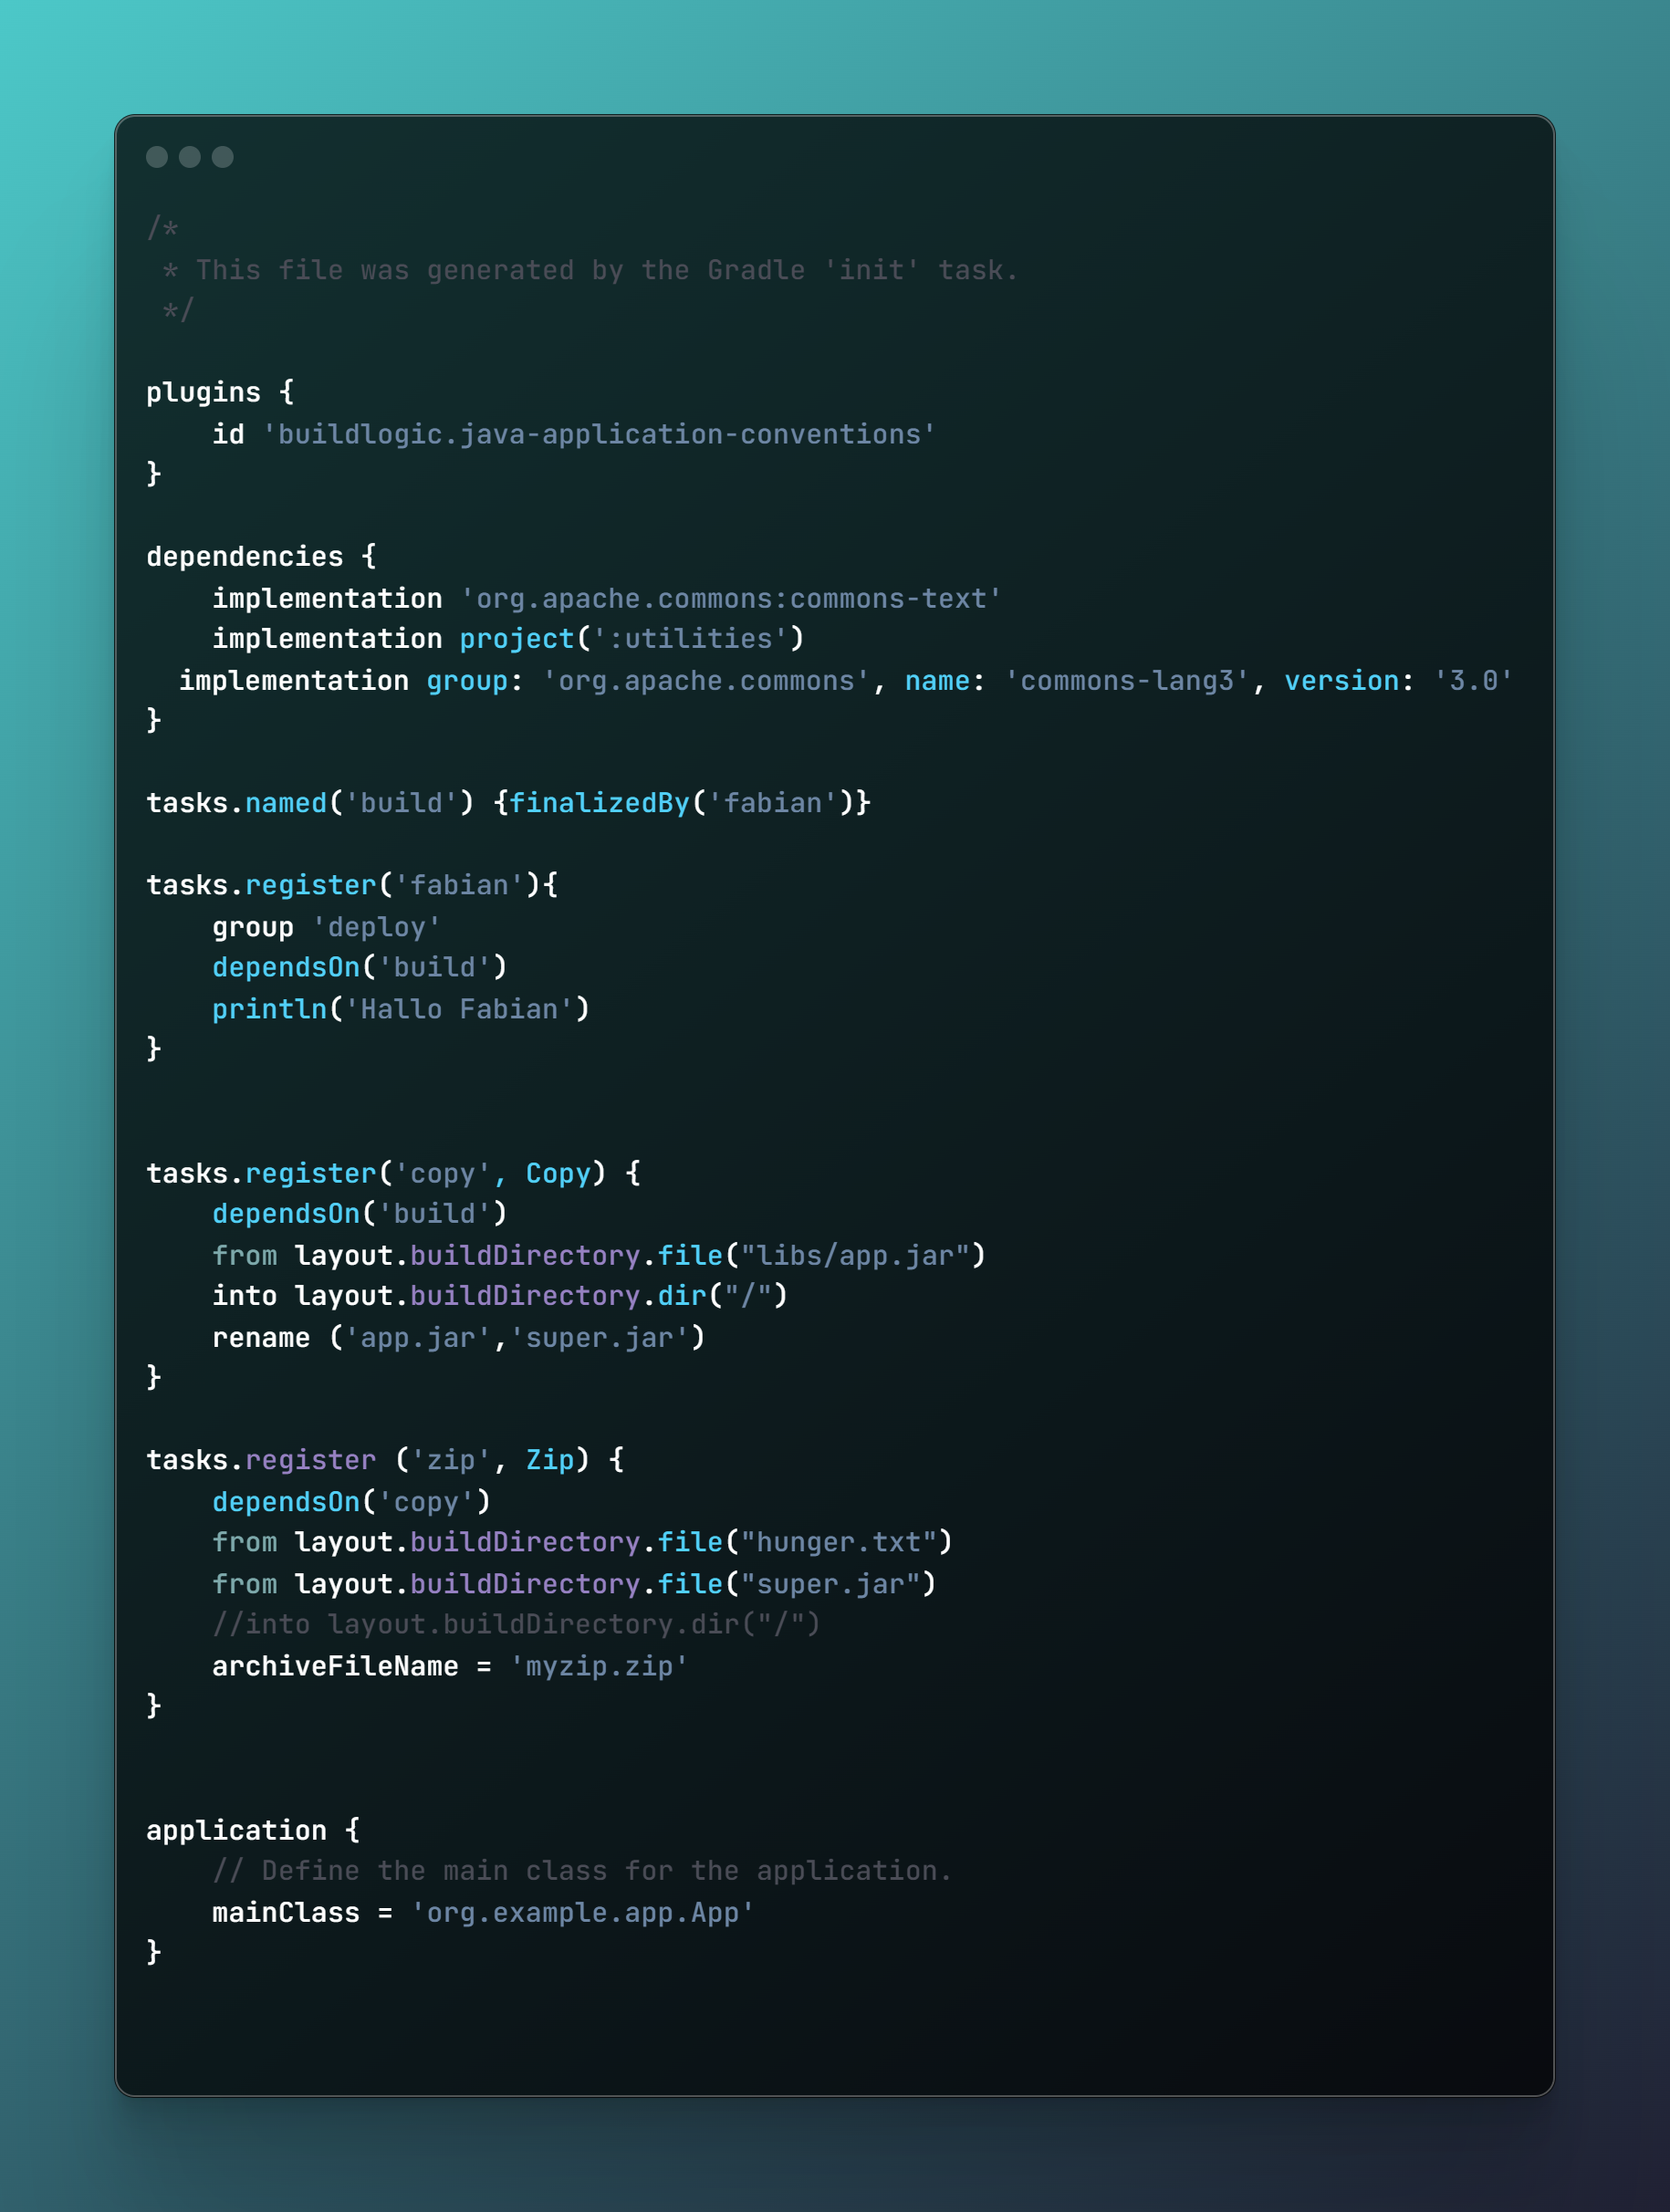 /*
 * This file was generated by the Gradle 'init' task.
 */
plugins {
    id 'buildlogic.java-application-conventions'
}
dependencies {
    implementation 'org.apache.commons:commons-text'
    implementation project(':utilities')
  implementation group: 'org.apache.commons', name: 'commons-lang3', version: '3.0'
}
tasks.named('build') {finalizedBy('fabian')}
tasks.register('fabian'){
    group 'deploy'
    dependsOn('build')
    println('Hallo Fabian')
}
tasks.register('copy', Copy) {
    dependsOn('build')
    from layout.buildDirectory.file("libs/app.jar")
    into layout.buildDirectory.dir("/")
    rename ('app.jar','super.jar')
}
tasks.register ('zip', Zip) {
    dependsOn('copy')
    from layout.buildDirectory.file("hunger.txt")
    from layout.buildDirectory.file("super.jar")
    //into layout.buildDirectory.dir("/")
    archiveFileName = 'myzip.zip'
}
application {
    // Define the main class for the application.
    mainClass = 'org.example.app.App'
}